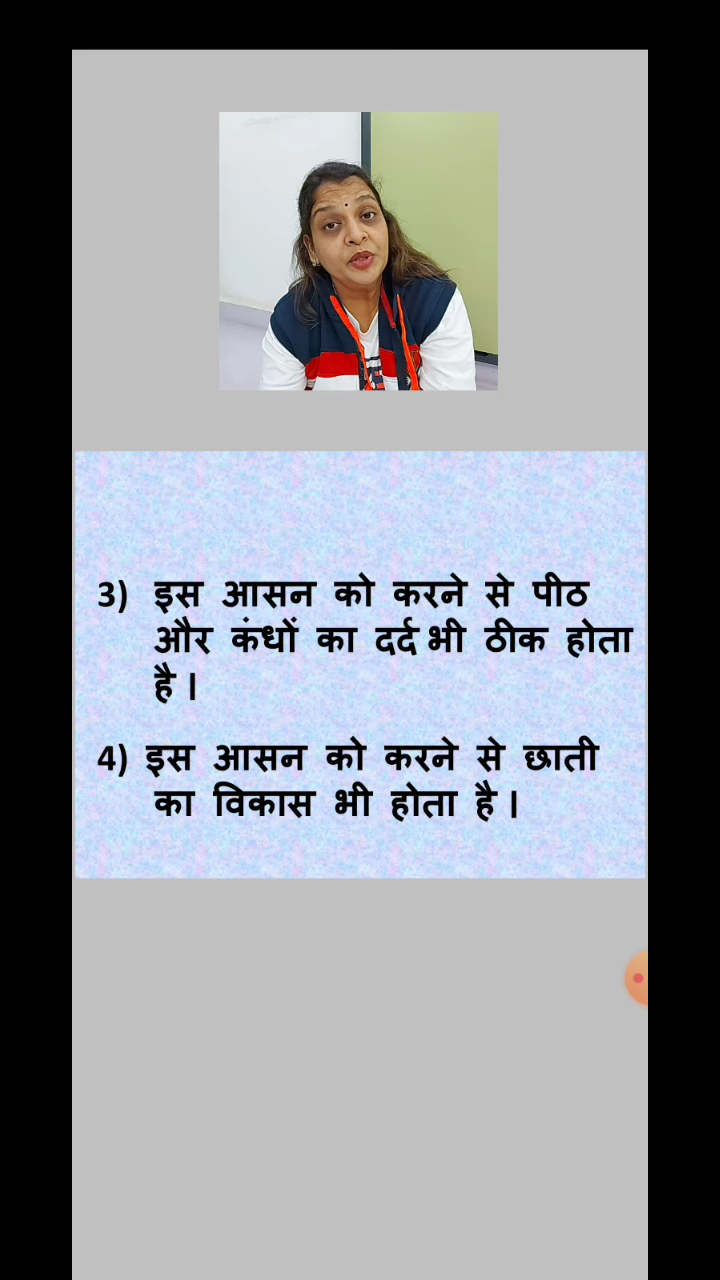 3) इस आसन को करने से पीठ
और कंधों का दर्द भी ठीक होता
है ।
4) इस आसन को करने से छाती
का विकास भी होता है ।